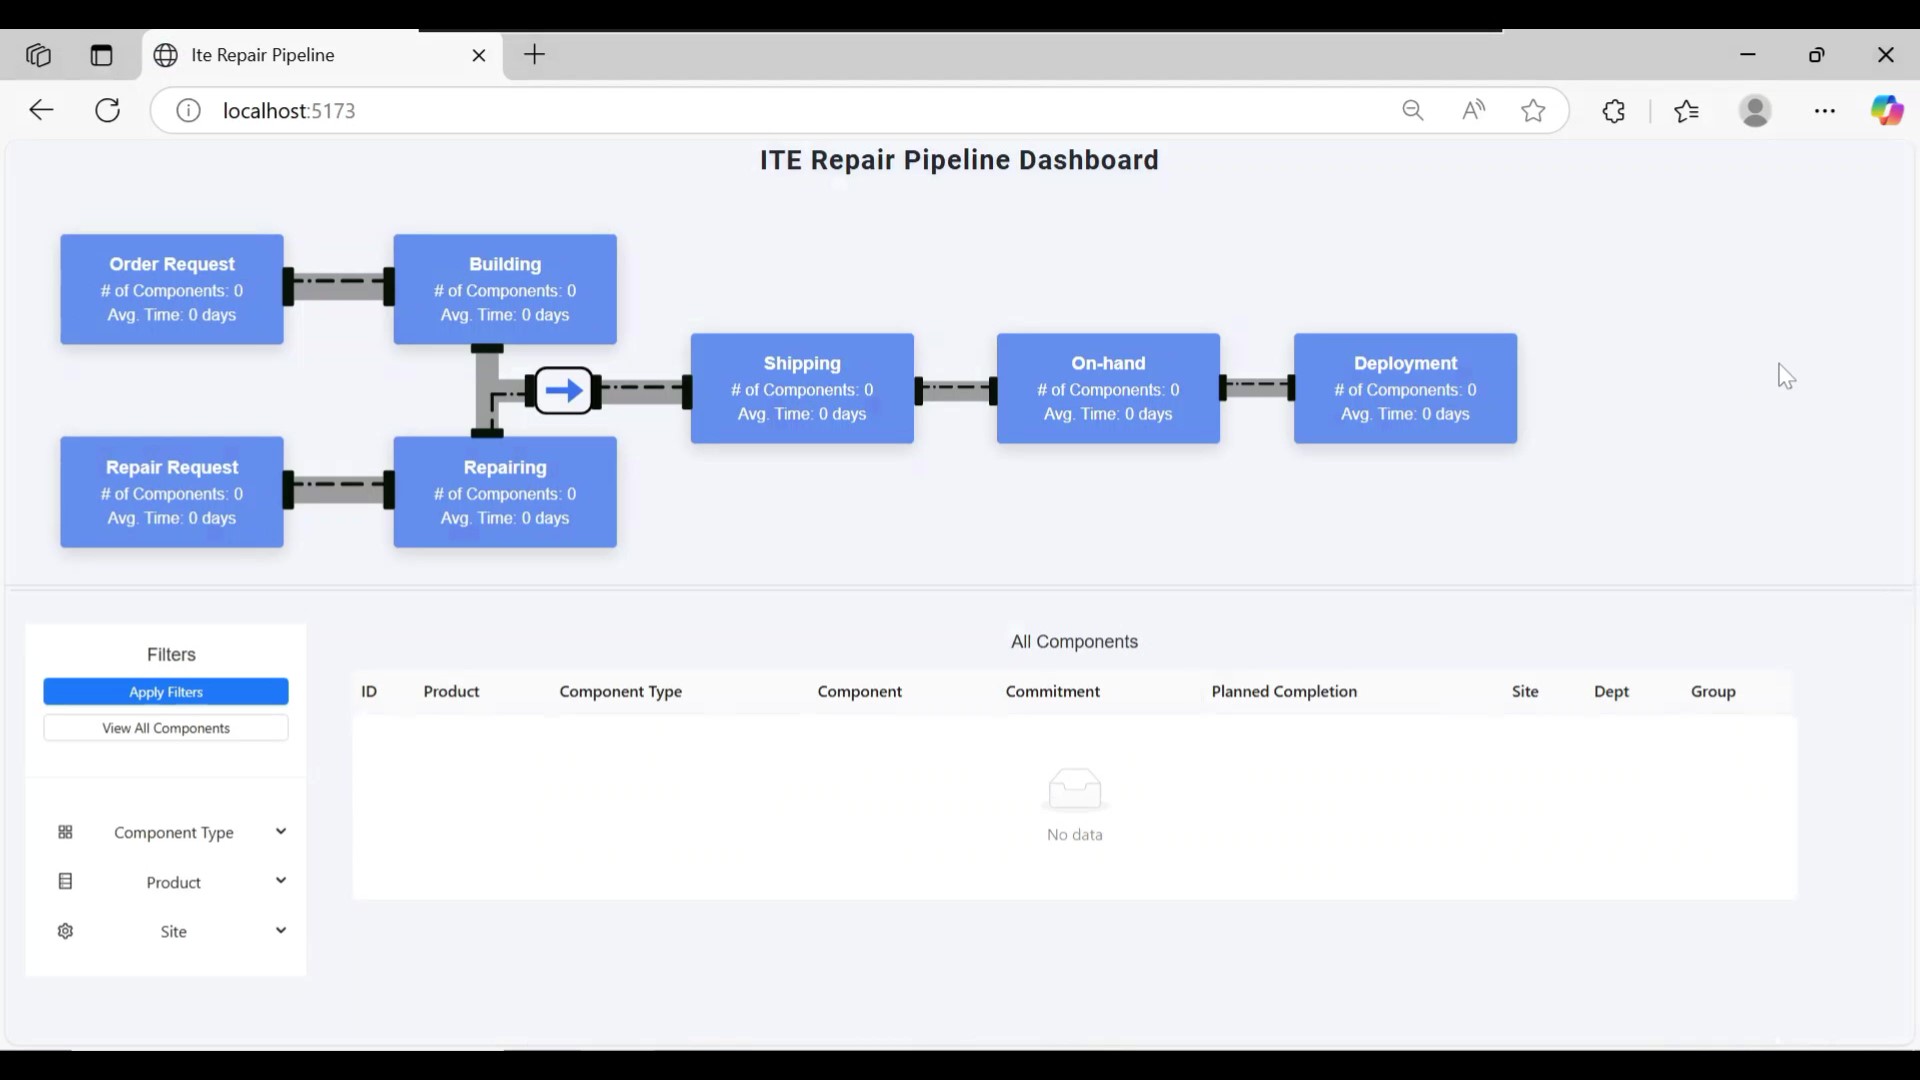 Ite Repair Pipeline
localhost:5173
ITE Repair Pipeline Dashboard
Order Request
# of Components: 0
Avg. Time: 0 days
Building
# of Components: 0
Avg. Time: 0 days
Shipping
# of Components: 0
Avg. Time: 0 days
On-hand
# of Components: 0
Avg. Time: 0 days
Deployment
# of Components: 0
Avg. Time: 0 days
Repair Request
# of Components: 0
Avg. Time: 0 days
Repairing
# of Components: 0
Avg. Time: 0 days
Filters
Apply Filters
View All Components
Component Type
Product
Site
All Components
ID Product Component Type Component Commitment Planned Completion Site Dept Group
No data